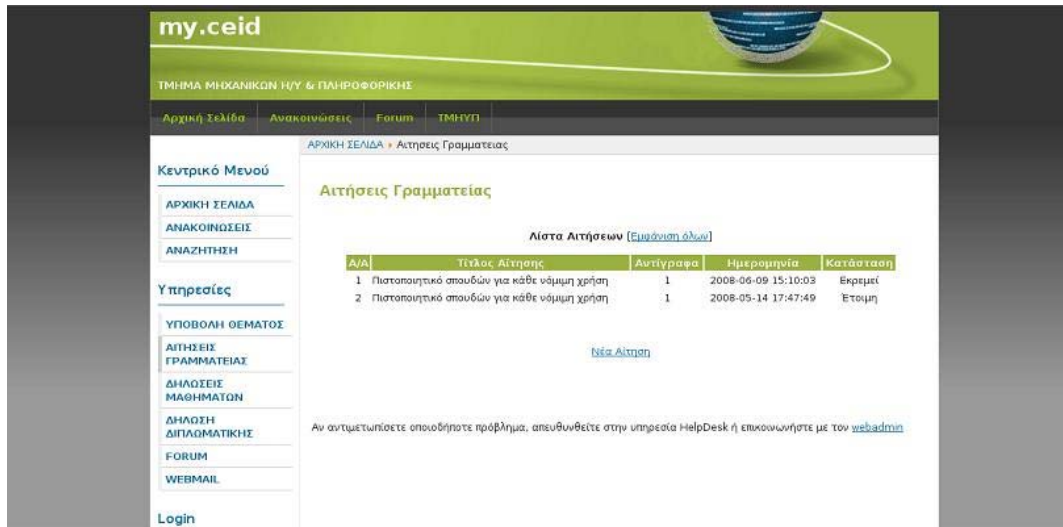 my.ceid
ΤΜΗΜΑ ΜΗΧΑΝΙΚΩΝ Η/Υ & ΠΛΗΡΟΦΟΡΙΚΗΣ
Αρχική Σελίδα Ανακοινώσεις Forum ΤΜΗΥΠ
ΑΡΧΙΚΗ ΣΕΛΙΔΑ Αιτησεις Γραμματειας
Κεντρικό Μενού
ΑΡΧΙΚΗ ΣΕΛΙΔΑ
ΑΝΑΚΟΙΝΩΣΕΙΣ
ΑΝΑΖΗΤΗΣΗ
Υπηρεσίες
ΥΠΟΒΟΛΗ ΘΕΜΑΤΟΣ
ΑΙΤΗΣΕΙΣ
ΓΡΑΜΜΑΤΕΙΑΣ
ΔΗΛΩΣΕΙΣ
ΜΑΘΗΜΑΤΩΝ
ΔΗΛΩΣΗ
ΔΙΠΛΩΜΑΤΙΚΗΣ
FORUM
WEBMAIL
Login
Αιτήσεις Γραμματείας
Λίστα Αιτήσεων [Εμφάνιση όλων]
Α/Α Τίτλος Αίτησης Αντίγραφα Ημερομηνία Κατάσταση
1 Πιστοποιητικό σπουδών για κάθε νόμιμη χρήση 1 2008-06-09 15:10:03 Εκρεμεί
2 Πιστοποιητικό σπουδών για κάθε νόμιμη χρήση 1 2008-05-14 17:47:49 Έτοιμη
Νέα Αίτηση
Αν αντιμετωπίσετε οποιοδήποτε πρόβλημα, απευθυνθείτε στην υπηρεσία HelpDesk ή επικοινωνήστε με τον webadmin